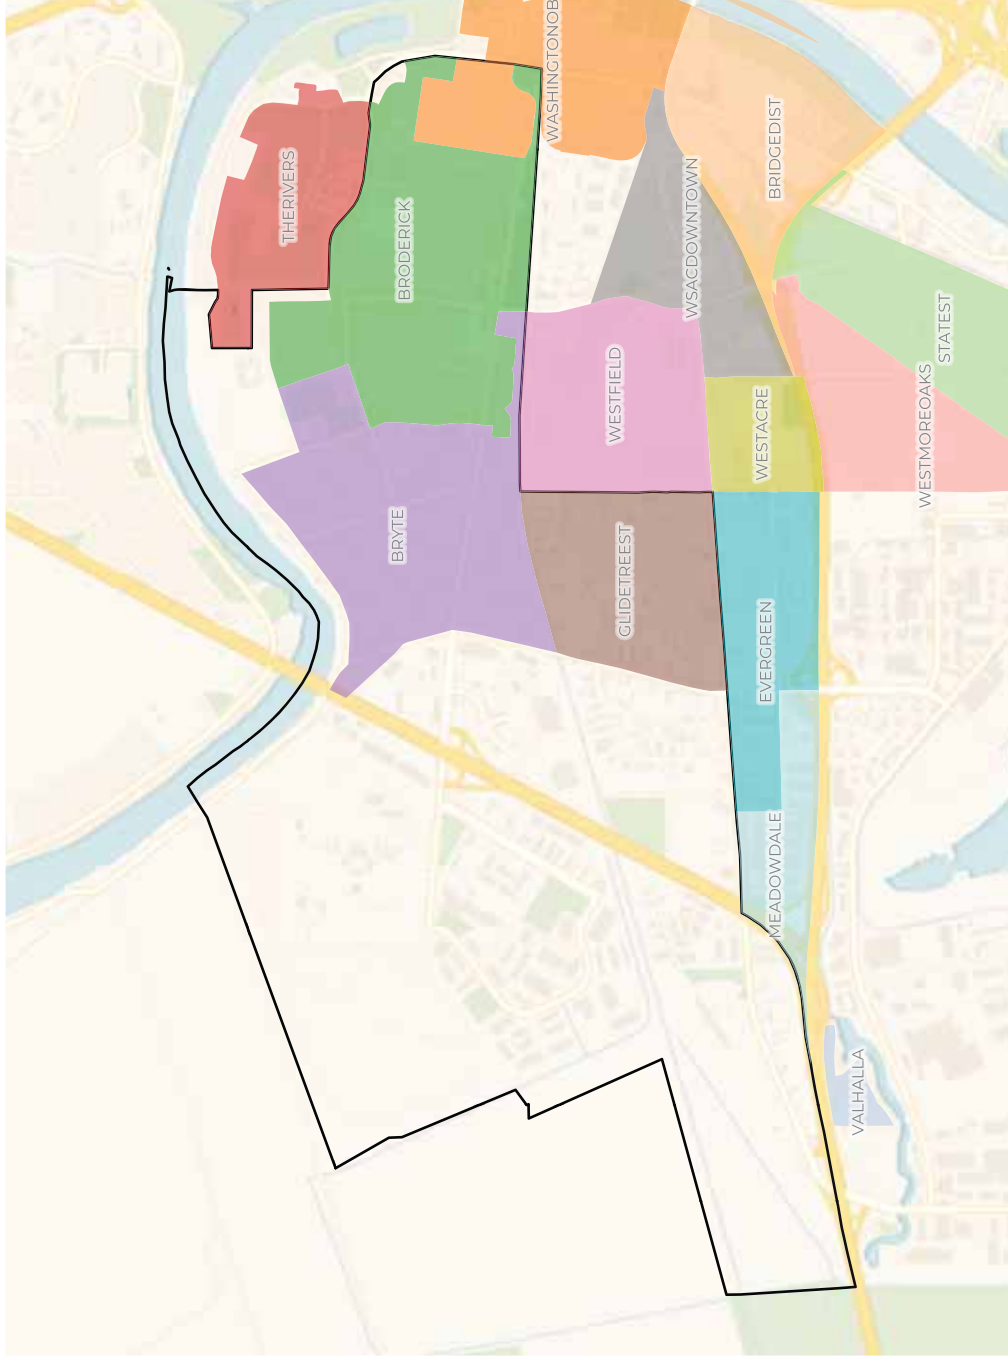 WASHINGTONOB
BRIDGEDIST
THERIVERS
BRODERICK
WSACDOWNTOWN
STATEST
WESTFIELD
WESTACRE
WESTMOREOAKS
BRYTE
GLIDETREEST
EVERGREEN
MEADOWDALE
VALHALLA